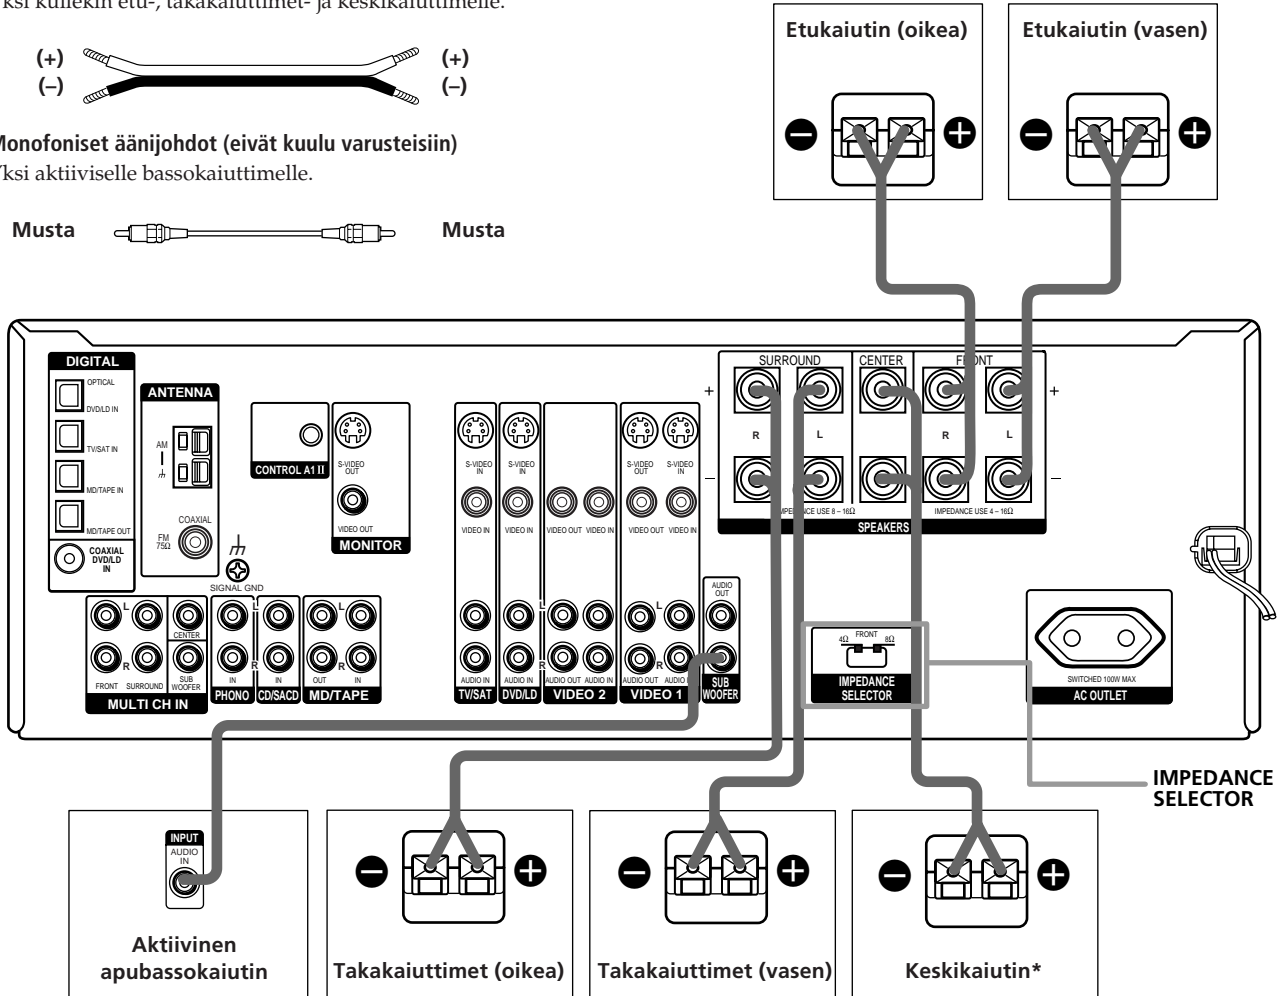 ksi kullekin etu-, takakaiuttimet- ja keskikaiuttimelle.
(+) (+)
(–) (–)
Monofoniset äänijohdot (eivät kuulu varusteisiin)
ksi aktiiviselle bassokaiuttimelle.
Musta Musta
Etukaiutin (oikea)
Etukaiutin (vasen)
DIGITAL
OPTICAL
DVD/LD IN
TV/SAT IN
MD/TAPE IN
MD/TAPE OUT
COAXIAL
DVD/LD
IN
ANTENNA
AM
COAXIAL
FM
75Ω
SIGNAL GND
CONTROL A1 II
S-VIDEO
OUT
VIDEO OUT
MONITOR
S-VIDEO
IN
S-VIDEO
IN
S-VIDEO
OUT
S-VIDEO
IN
VIDEO IN
VIDEO IN
VIDEO OUT
VIDEO IN
VIDEO OUT
VIDEO IN
SURROUND
CENTER
FRONT
+ +
R L R L
– –
IMPEDANCE USE 8 – 16Ω
IMPEDANCE USE 4 – 16Ω
SPEAKERS
L
R
CENTER
SUB
WOOFER
FRONT
SURROUND
MULTI CH IN
L
R
IN
PHONO
IN
CD/SACD
L
R
OUT
IN
MD/TAPE
L
R
AUDIO IN
TV/SAT
AUDIO IN
DVD/LD
AUDIO OUT
AUDIO IN
VIDEO 2
L
R
AUDIO OUT
AUDIO IN
VIDEO 1
AUDIO
OUT
SUB
WOOFER
FRONT
4Ω 8Ω
IMPEDANCE
SELECTOR
SWITCHED 100W MAX
AC OUTLET
IMPEDANCE
SELECTOR
INPUT
AUDIO
IN
Aktiivinen
apubassokaiutin
Takakaiuttimet (oikea)
Takakaiuttimet (vasen)
Keskikaiutin*